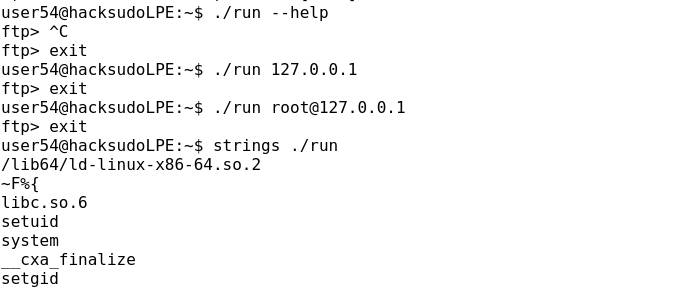 user54@hacksudoLPE:~$ ./run --help
ftp> ^C
ftp> exit
user54@hacksudoLPE:~$ ./run 127.0.0.1
ftp> exit
user54@hacksudoLPE:~$ ./run root@127.0.0.1
ftp> exit
user54@hacksudoLPE:~$ strings ./run
/lib64/ld-linux-x86-64.so.2
~F%{
libc.so.6
setuid
system
__cxa_finalize
setgid